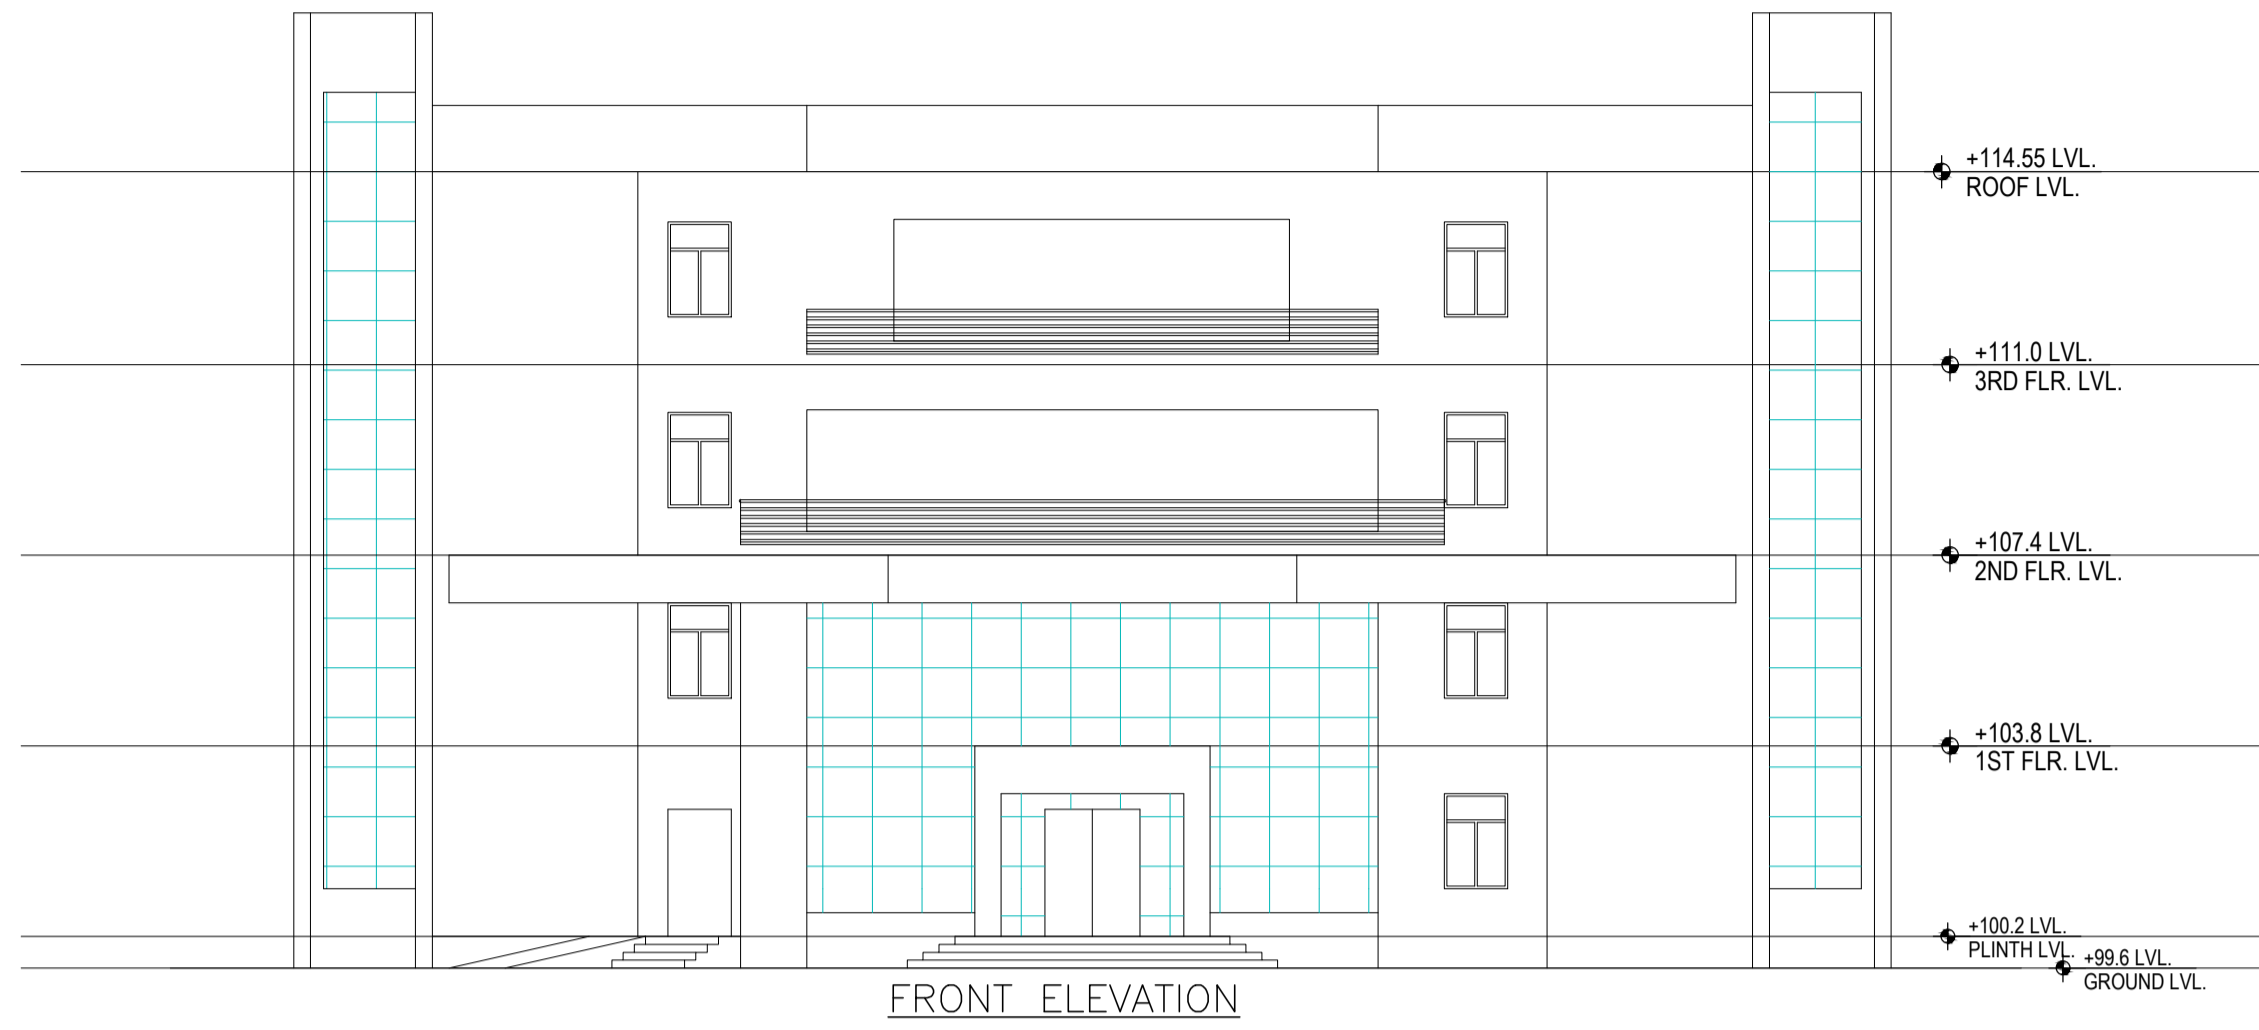 +114.55 LVL.
ROOF LVL.
+111.0 LVL.
3RD FLR. LVL.
+107.4 LVL.
2ND FLR. LVL.
+103.8 LVL.
1ST FLR. LVL.
+100.2 LVL.
PLINTH LVL.
+99.6 LVL.
GROUND LVL.
FRONT ELEVATION